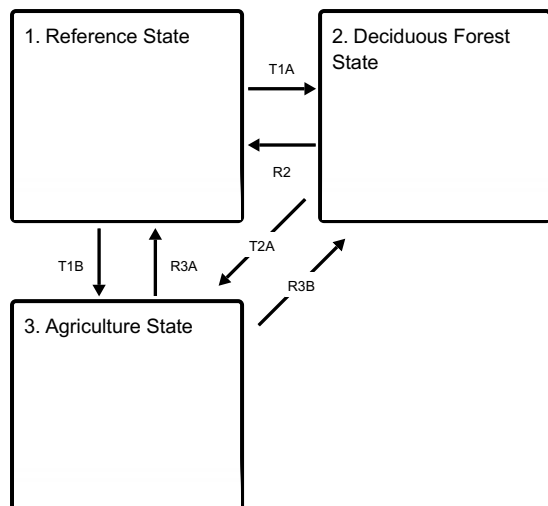 1. Reference State
2. Deciduous Forest
State
T1A
R2
T2A
R3B
T1B
R3A
3. Agriculture State